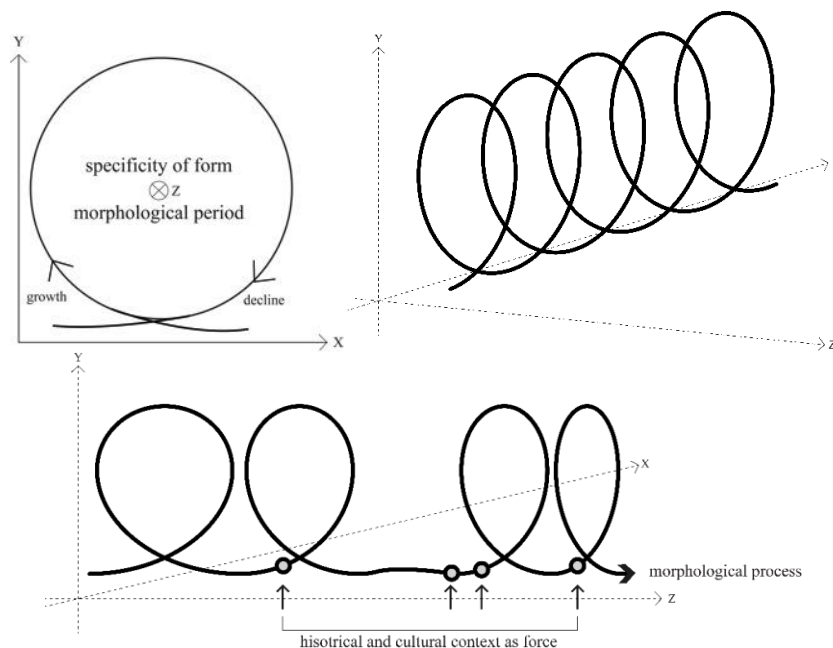 Y
specificity of form
Z
morphological period
growth
decline
X
Y
Z
Y
X
morphological process
Z
hisotrical and cultural context as force